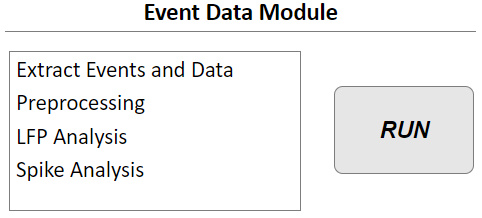 Event Data Module
Extract Events and Data
Preprocessing
LFP Analysis
Spike Analysis
RUN